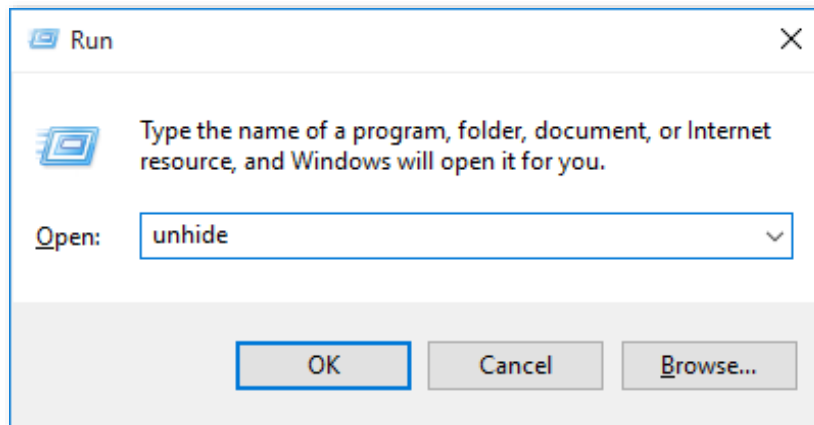 Run
Type the name of a program, folder, document, or Internet
resource, and Windows will open it for you.
Open: unhide
OK Cancel Browse...